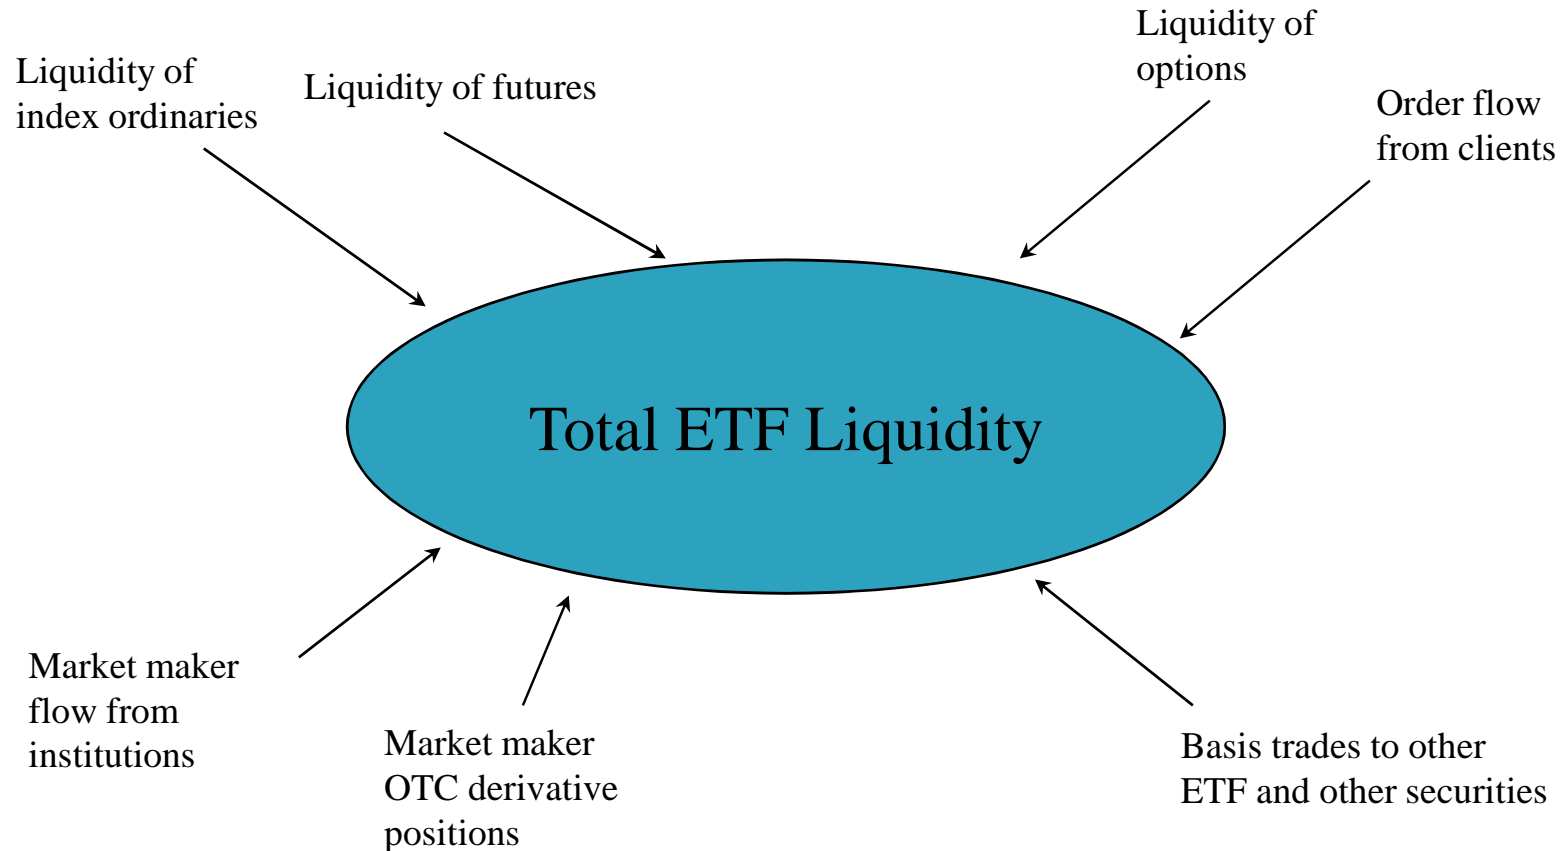 Liquidity of
index ordinaries
Liquidity of futures
Liquidity of
options
Order flow
from clients
Total ETF Liquidity
Market maker
flow from
institutions
Market maker
OTC derivative
positions
Basis trades to other
ETF and other securities